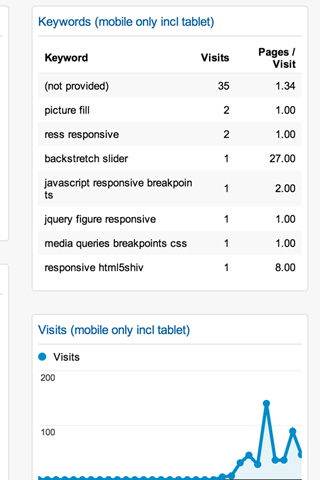 Keywords (mobile only incl tablet)
Keyword Visits Pages /
Visit
(not provided) 35 1.34
picture fill 2 1.00
ress responsive 2 1.00
backstretch slider 1 27.00
javascript responsive breakpoin
ts 1 2.00
jquery figure responsive 1 1.00
media queries breakpoints css 1 1.00
responsive html5shiv 1 8.00
Visits (mobile only incl tablet)
Visits
200
100